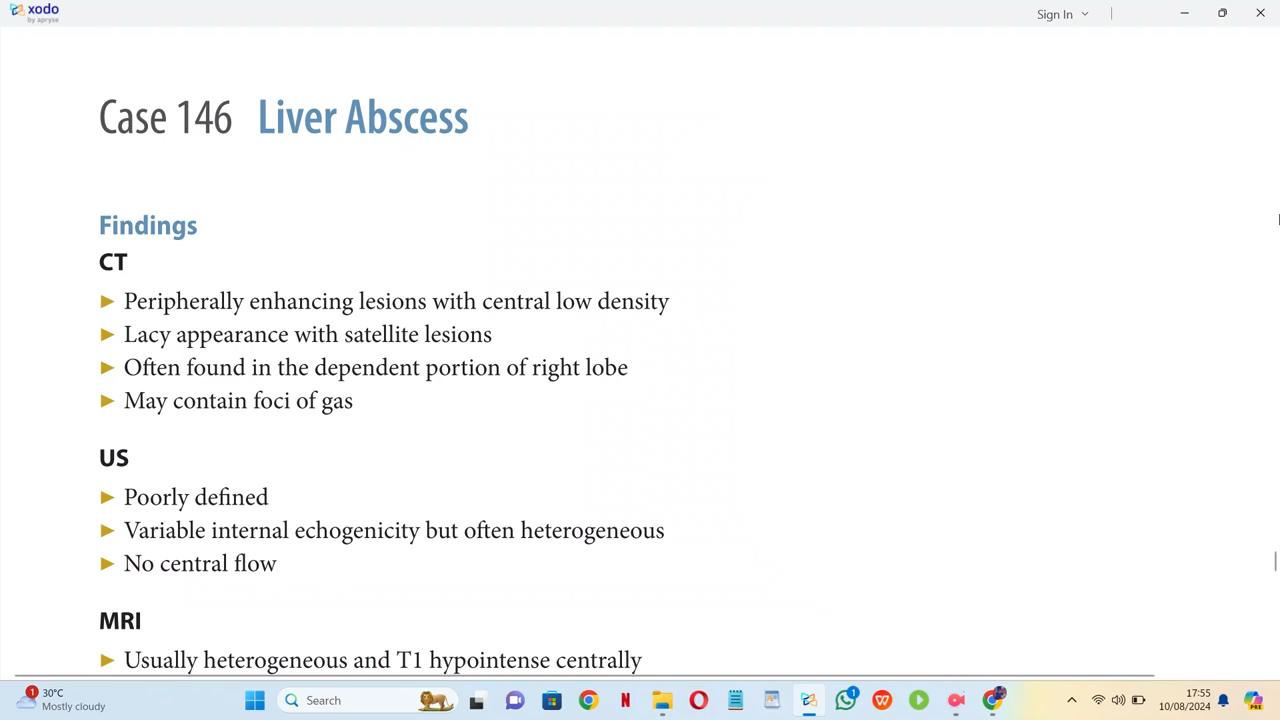 xodo
by apryse
Sign In
Case 146 Liver Abscess
Findings
CT
► Peripherally enhancing lesions with central low density
► Lacy appearance with satellite lesions
► Often found in the dependent portion of right lobe
► May contain foci of gas
US
► Poorly defined
► Variable internal echogenicity but often heterogeneous
► No central flow
MRI
► Usually heterogeneous and T1 hypointense centrally
1
30°C
Mostly cloudy
Search
N
1
W
17:55
10/08/2024
PRE